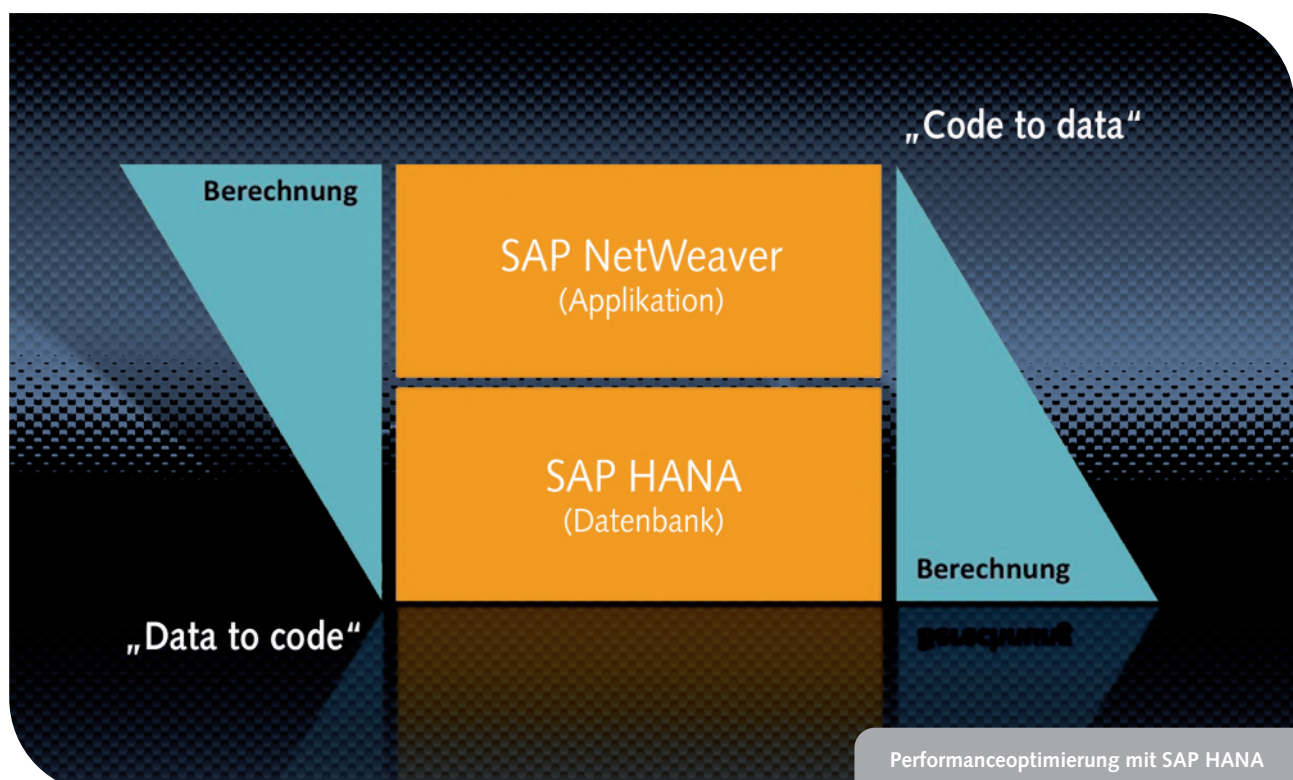 „Code to data“
Berechnung
SAP NetWeaver
(Applikation)
SAP HANA
(Datenbank)
Berechnung
„Data to code“
Performanceoptimierung mit SAP HANA